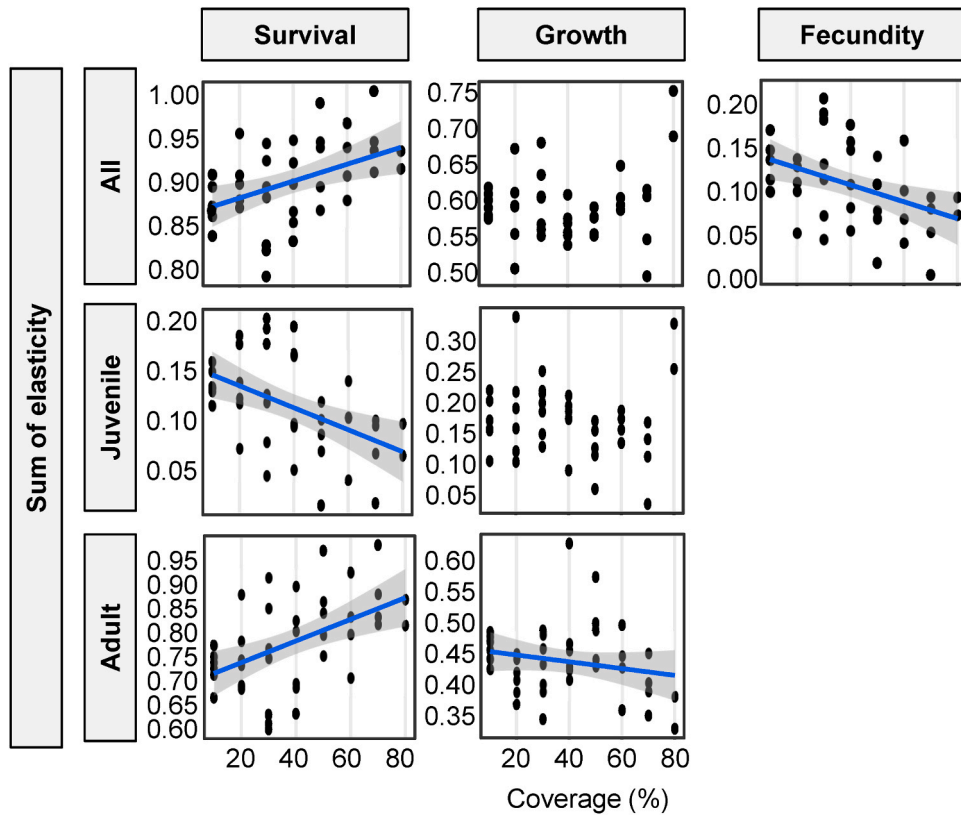 Survival Growth Fecundity
Sum of elasticity
All
1.00 0.95 0.90 0.85 0.80
0.75 0.70 0.65 0.60 0.55 0.50
0.20 0.15 0.10 0.05 0.00
Juvenile
0.20 0.15 0.10 0.05
0.30 0.25 0.20 0.15 0.10 0.05
Adult
0.95 0.90 0.85 0.80 0.75 0.70 0.65 0.60
0.60 0.55 0.50 0.45 0.40 0.35
20 40 60 80 20 40 60 80
Coverage (%)